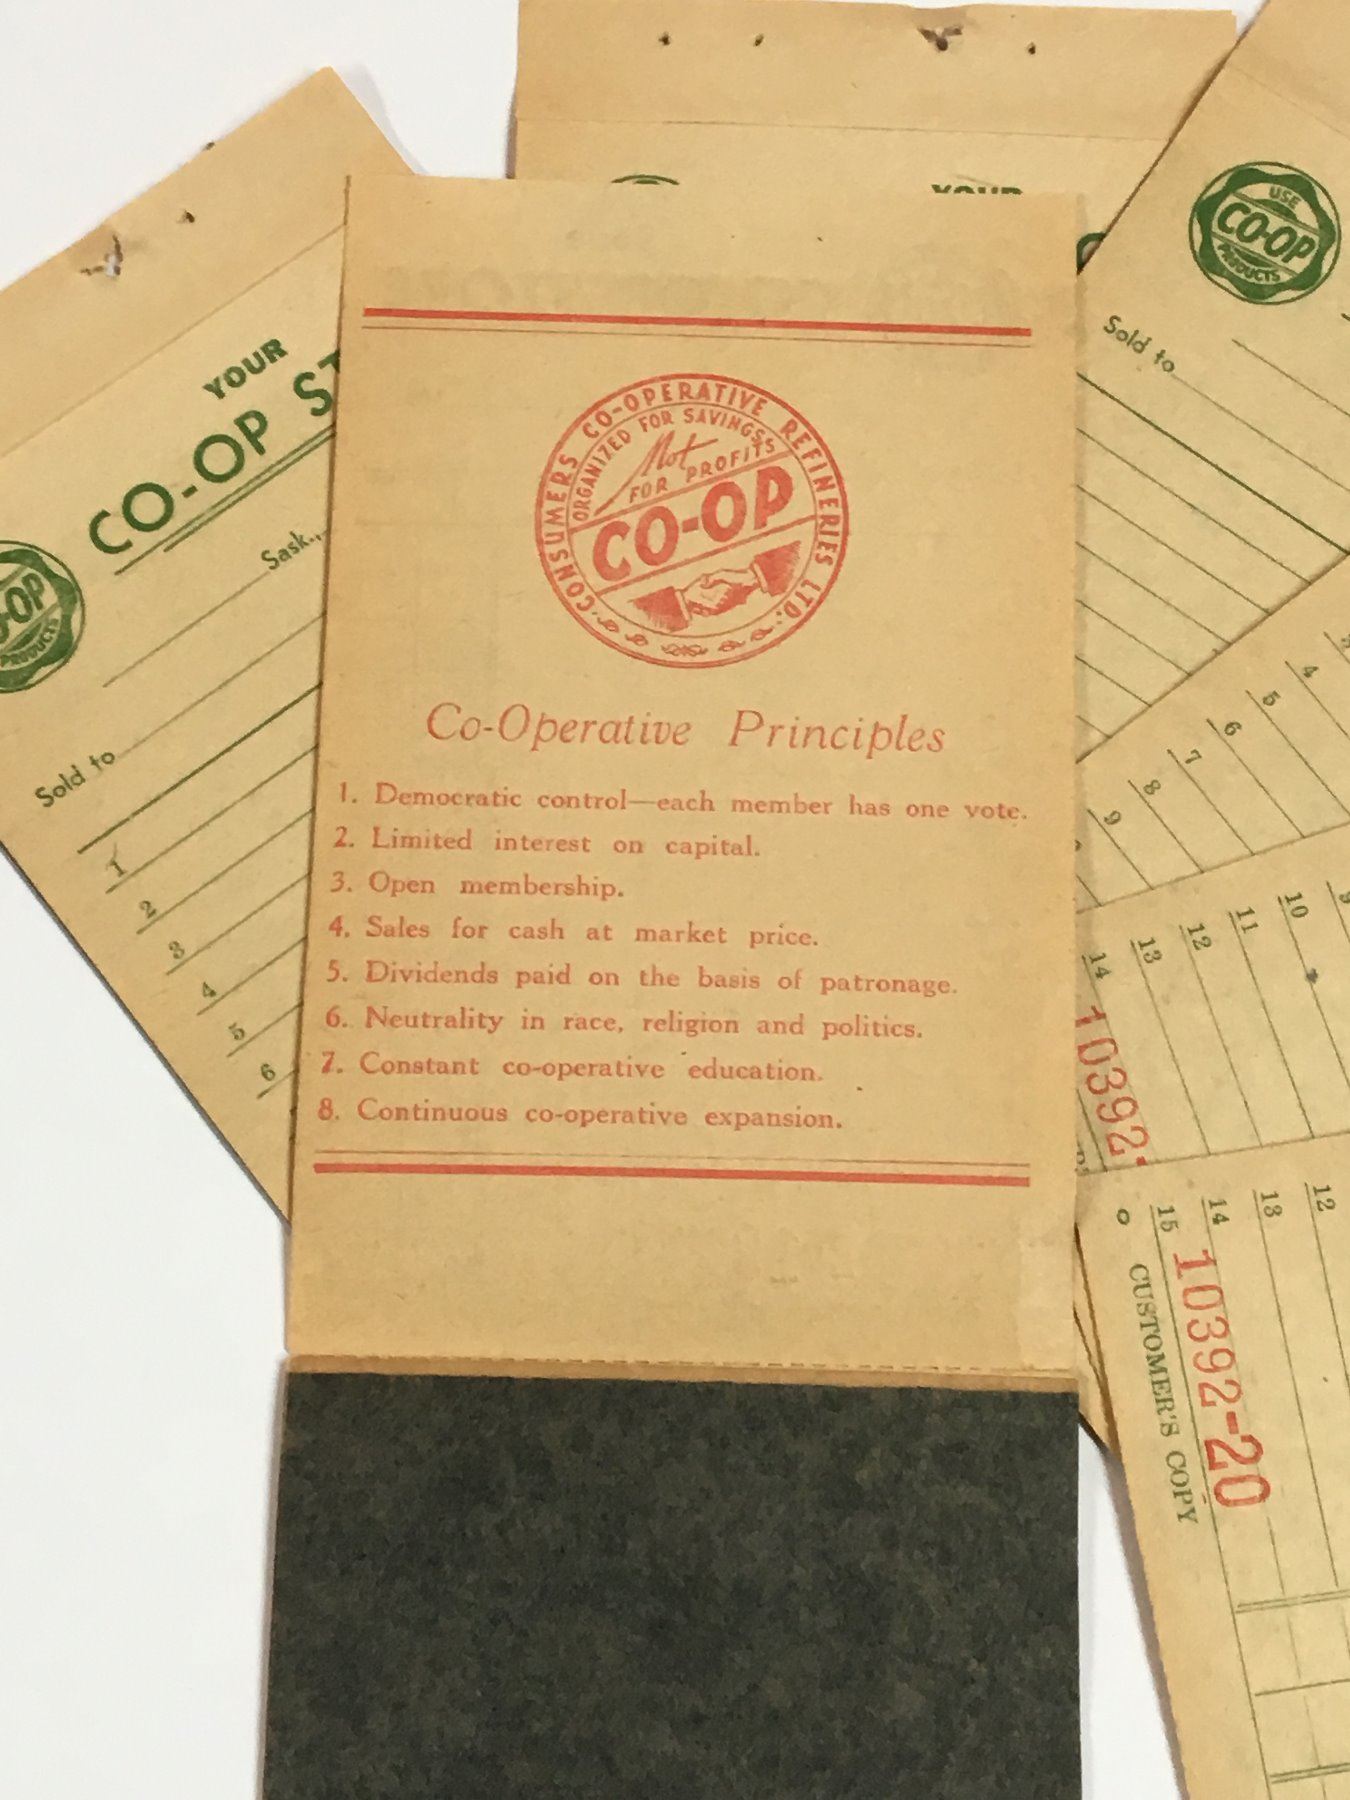 YOUR
CO-OP
Sask.,
CO-OP
PRODUCTS
Sold to
1
2
3
4
5
6
YOUR
USE
CO-OP
PRODUCTS
Sold to
CONSUMERS CO-OPERATIVE REFINERIES LTD.
ORGANIZED FOR SAVINGS
Not
FOR PROFITS
CO-OP
Co-Operative Principles
1. Democratic control—each member has one vote.
2. Limited interest on capital.
3. Open membership.
4. Sales for cash at market price.
5. Dividends paid on the basis of patronage.
6. Neutrality in race, religion and politics.
7. Constant co-operative education.
8. Continuous co-operative expansion.
4
5
6
7
8
9
9
10
11
12
13
14
10392-
12
13
14
15
10392-20
CUSTOMER'S COPY